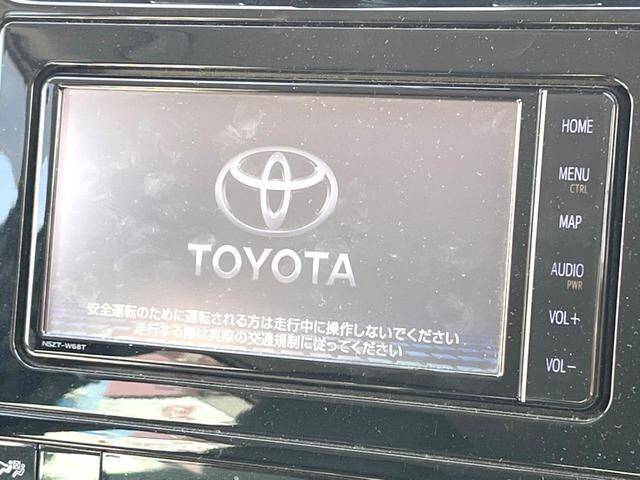 TOYOTA
安全運転のために運転される方は走行中に操作しないでください
走行する際は実際の交通規制に従ってください
NSZT-W68T
HOME
MENU
CTRL
MAP
AUDIO
PWR
VOL+
VOL-